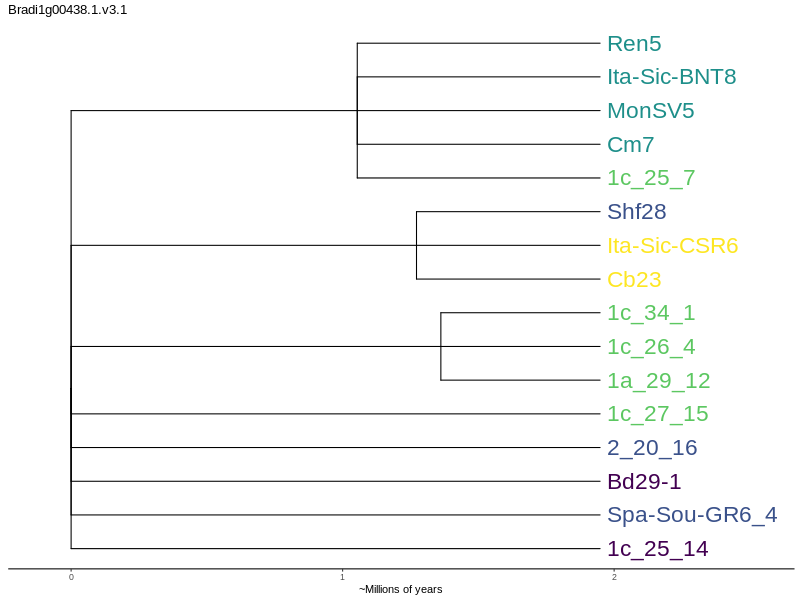 Bradi1g00438.1.v3.1
Ren5
Ita-Sic-BNT8
MonSV5
Cm7
1c_25_7
Shf28
Ita-Sic-CSR6
Cb23
1c_34_1
1c_26_4
1a_29_12
1c_27_15
2_20_16
Bd29-1
Spa-Sou-GR6_4
1c_25_14
0 1 2
~Millions of years